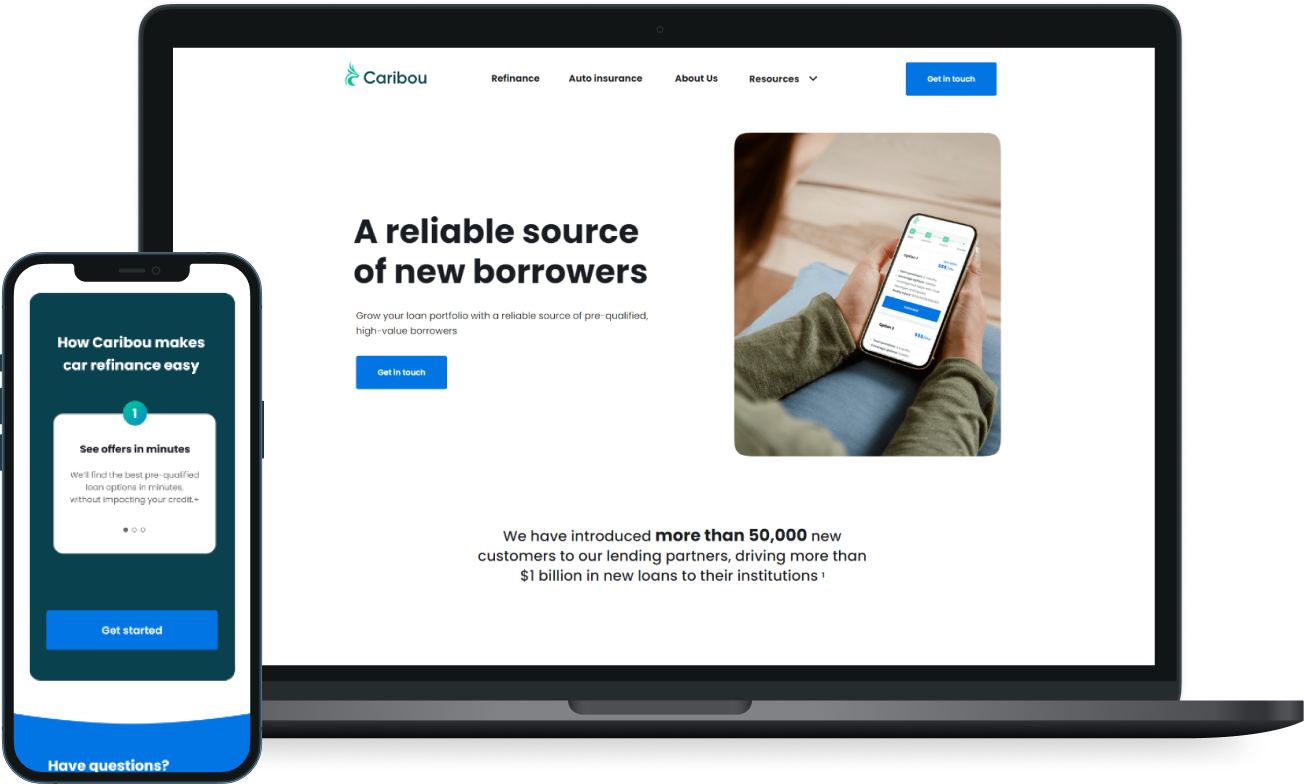 Caribou
Refinance
Auto insurance
About Us
Resources
Get in touch
A reliable source
of new borrowers
Grow your loan portfolio with a reliable source of pre-qualified,
high-value borrowers
Get in touch
Option 1
Option 2
We have introduced more than 50,000 new
customers to our lending partners, driving more than
$1 billion in new loans to their institutions ¹
How Caribou makes
car refinance easy
1
See offers in minutes
We'll find the best pre-qualified
loan options in minutes,
without impacting your credit.+
Get started
Have questions?